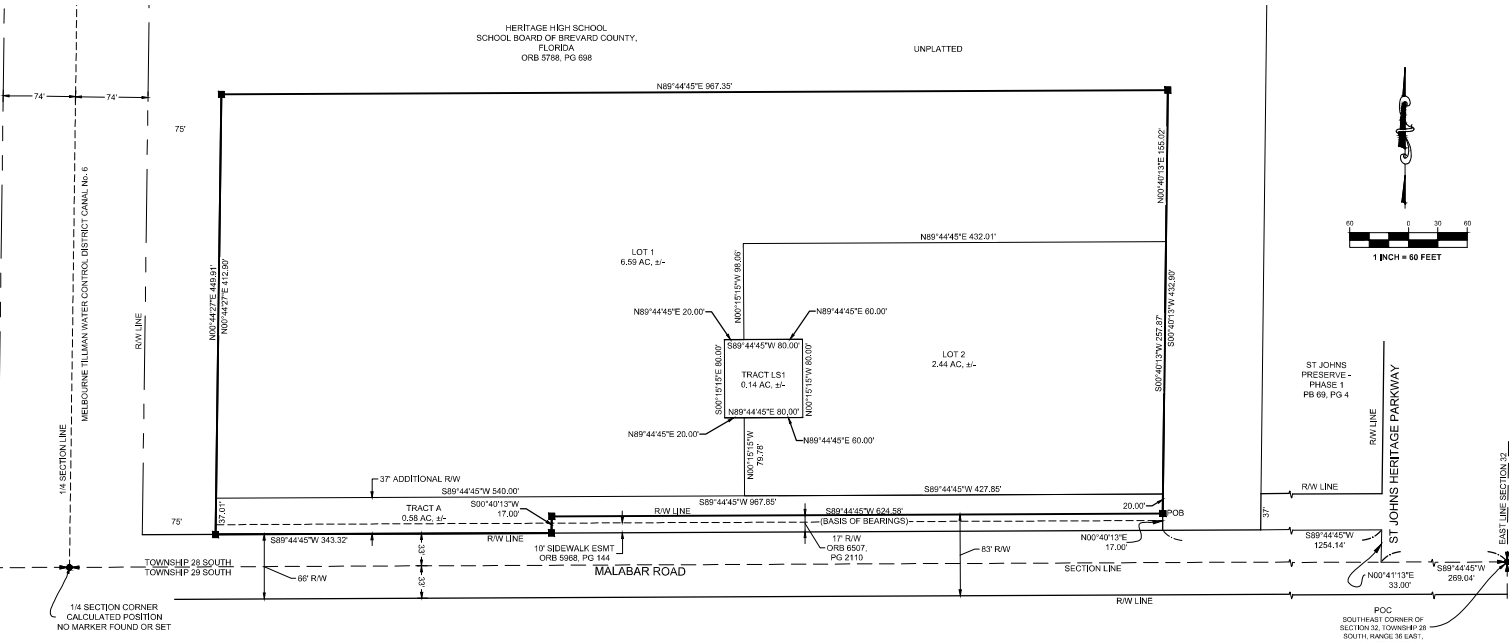 HERITAGE HIGH SCHOOL
SCHOOL BOARD OF BREVARD COUNTY,
FLORIDA
ORB 5788, PG 698
UNPLATTED
74'
74'
75'
N89°44'45"E 967.35'
N00°40'13"E 155.02'
60
0
30
60
1 INCH = 60 FEET
MELBOURNE TILLMAN WATER CONTROL DISTRICT CANAL No. 6
R/W LINE
1/4 SECTION LINE
N00°44'27"E 449.91'
N00°44'27"E 412.90'
LOT 1
6.59 AC, ±/-
N89°44'45"E 432.01'
N00°15'15"W 98.06'
N89°44'45"E 20.00'
N89°44'45"E 60.00'
S89°44'45"W 80.00'
S00°15'15"E 80.00'
TRACT LS1
0.14 AC, ±/-
N00°15'15"W 80.00'
N89°44'45"E 80.00'
N89°44'45"E 20.00'
N89°44'45"E 60.00'
N00°15'15"W
79.78'
LOT 2
2.44 AC, ±/-
S00°40'13"W 257.87'
S00°40'13"W 432.90'
ST JOHNS
PRESERVE -
PHASE 1
PB 69, PG 4
R/W LINE
ST JOHNS HERITAGE PARKWAY
EAST LINE SECTION 32
37' ADDITIONAL R/W
S89°44'45"W 540.00'
S89°44'45"W 967.85'
S89°44'45"W 427.85'
R/W LINE
37.01'
TRACT A
0.58 AC, ±/-
S00°40'13"W
17.00'
R/W LINE
S89°44'45"W 624.58'
(BASIS OF BEARINGS)
20.00'
POB
37'
75'
S89°44'45"W 343.32'
R/W LINE
10' SIDEWALK ESMT
ORB 5968, PG 144
17' R/W
ORB 6507,
PG 2110
83' R/W
N00°40'13"E
17.00'
S89°44'45"W
1254.14'
TOWNSHIP 28 SOUTH
TOWNSHIP 29 SOUTH
66' R/W
33'
33'
MALABAR ROAD
SECTION LINE
R/W LINE
N00°41'13"E
33.00'
S89°44'45"W
269.04'
1/4 SECTION CORNER
CALCULATED POSITION
NO MARKER FOUND OR SET
POC
SOUTHEAST CORNER OF
SECTION 32, TOWNSHIP 28
SOUTH, RANGE 36 EAST,